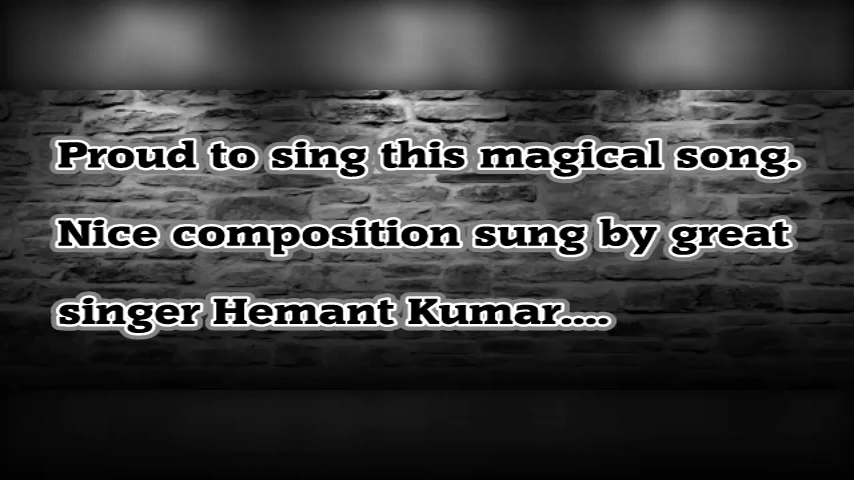 Proud to sing this magical song.
Nice composition sung by great
singer Hemant Kumar....